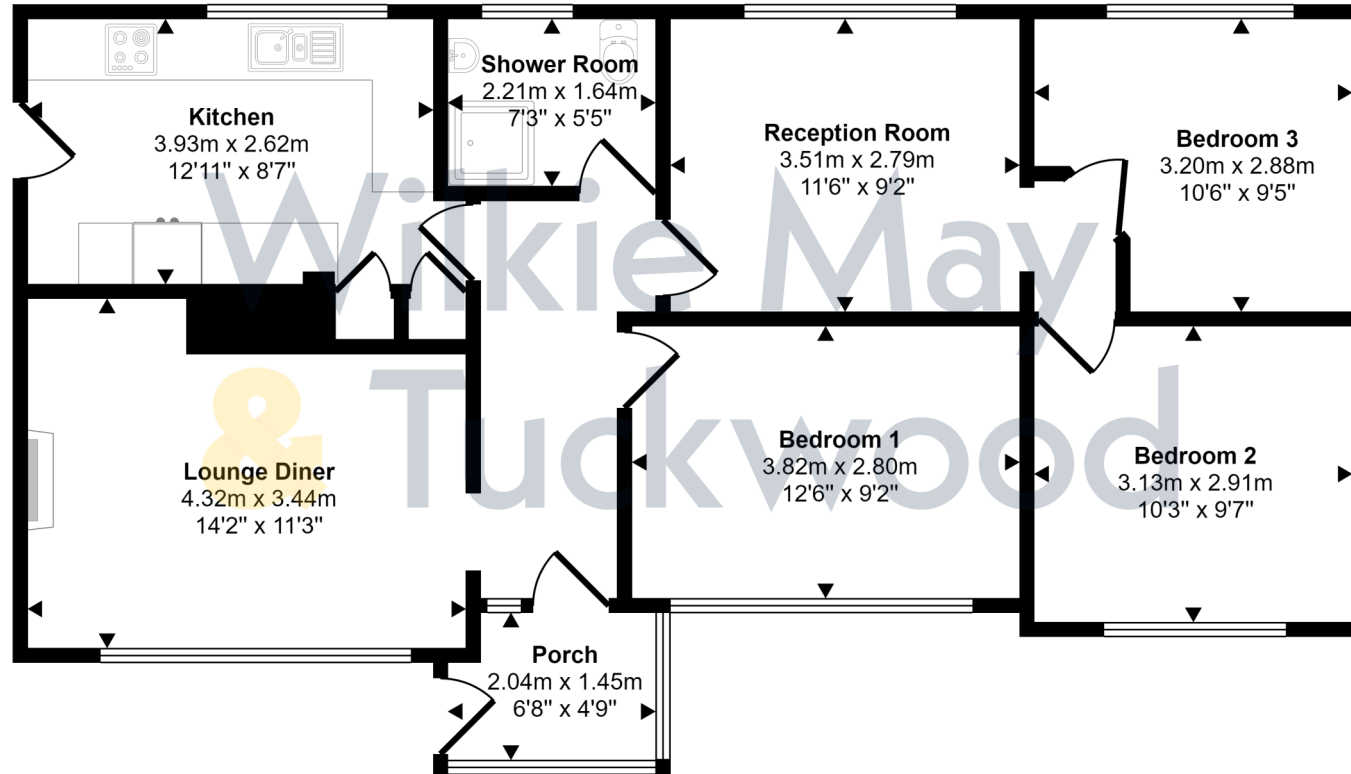 Kitchen
3.93m x 2.62m
12'11" x 8'7"
Shower Room
2.21m x 1.64m
7'3" x 5'5"
Reception Room
3.51m x 2.79m
11'6" x 9'2"
Bedroom 3
3.20m x 2.88m
10'6" x 9'5"
Wilkie May
& Tuckwood
Lounge Diner
4.32m x 3.44m
14'2" x 11'3"
Bedroom 1
3.82m x 2.80m
12'6" x 9'2"
Bedroom 2
3.13m x 2.91m
10'3" x 9'7"
Porch
2.04m x 1.45m
6'8" x 4'9"